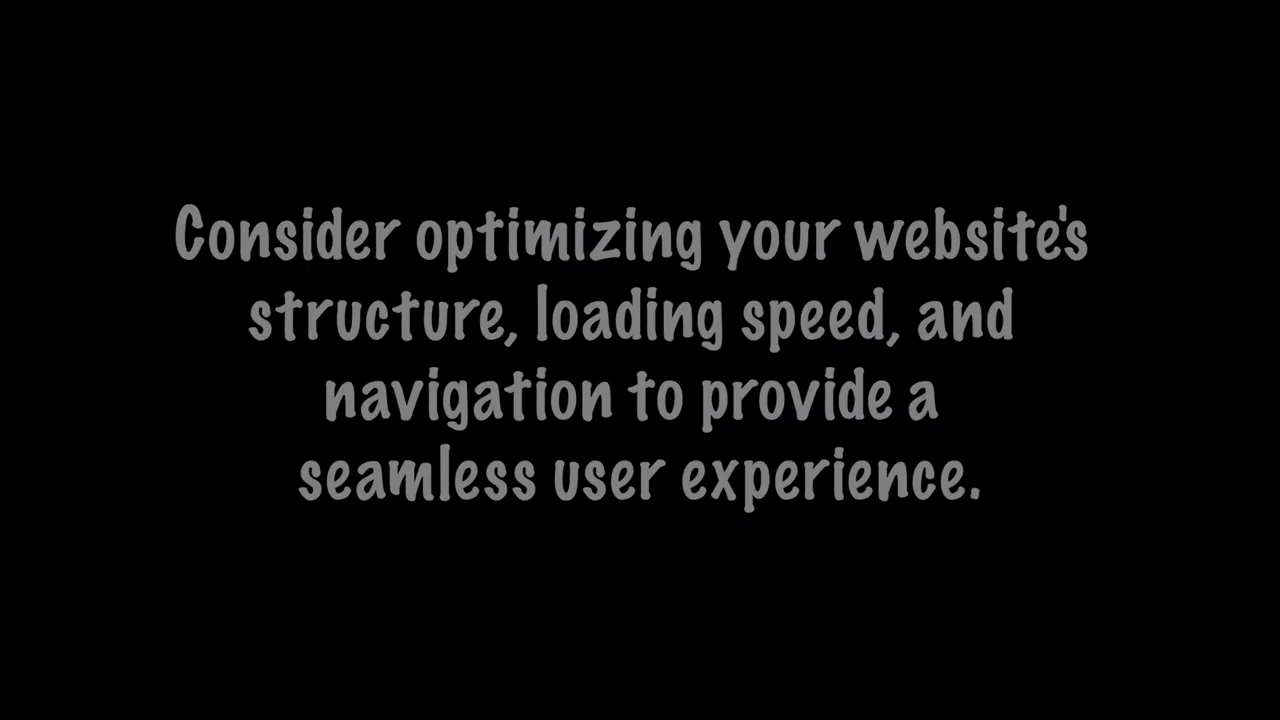 Consider optimizing your website's
structure, loading speed, and
navigation to provide a
seamless user experience.